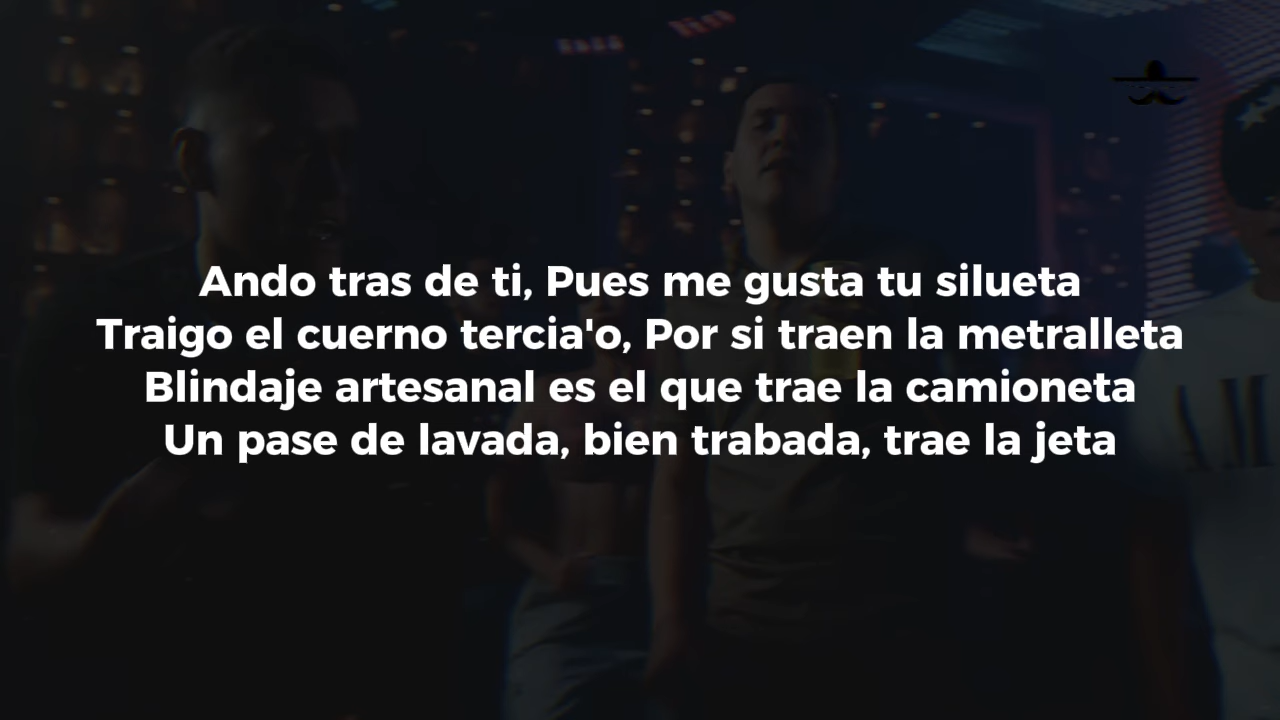 Ando tras de ti, Pues me gusta tu silueta
Traigo el cuerno tercia'o, Por si traen la metralleta
Blindaje artesanal es el que trae la camioneta
Un pase de lavada, bien trabada, trae la jeta